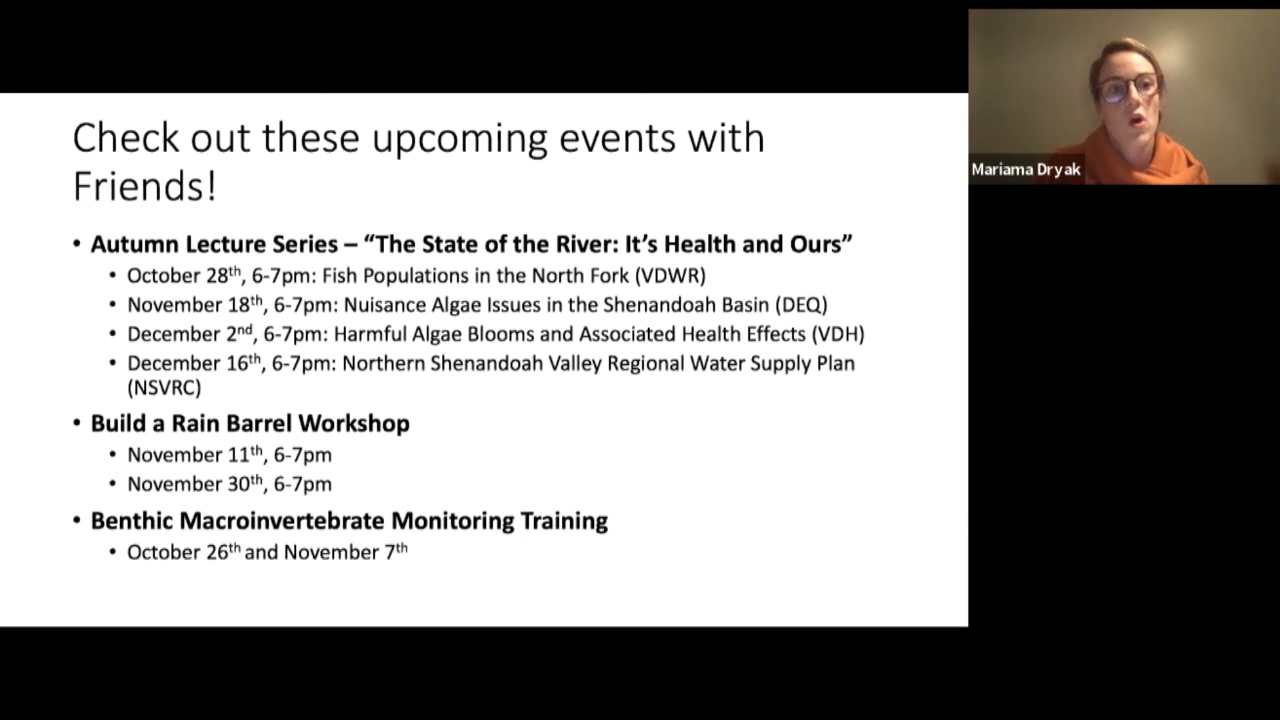 Check out these upcoming events with
Friends!
• Autumn Lecture Series – “The State of the River: It’s Health and Ours”
• October 28th, 6-7pm: Fish Populations in the North Fork (VDWR)
• November 18th, 6-7pm: Nuisance Algae Issues in the Shenandoah Basin (DEQ)
• December 2nd, 6-7pm: Harmful Algae Blooms and Associated Health Effects (VDH)
• December 16th, 6-7pm: Northern Shenandoah Valley Regional Water Supply Plan
(NSVRC)
• Build a Rain Barrel Workshop
• November 11th, 6-7pm
• November 30th, 6-7pm
• Benthic Macroinvertebrate Monitoring Training
• October 26th and November 7th
Mariama Dryak